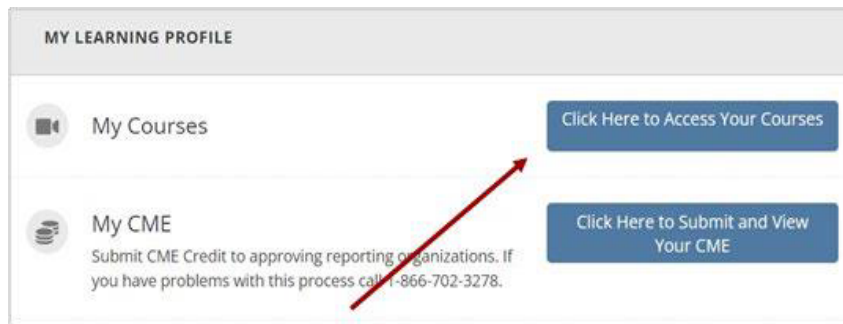 MY LEARNING PROFILE
My Courses
Click Here to Access Your Courses
My CME
Submit CME Credit to approving reporting organizations. If
you have problems with this process call 1-866-702-3278.
Click Here to Submit and View
Your CME